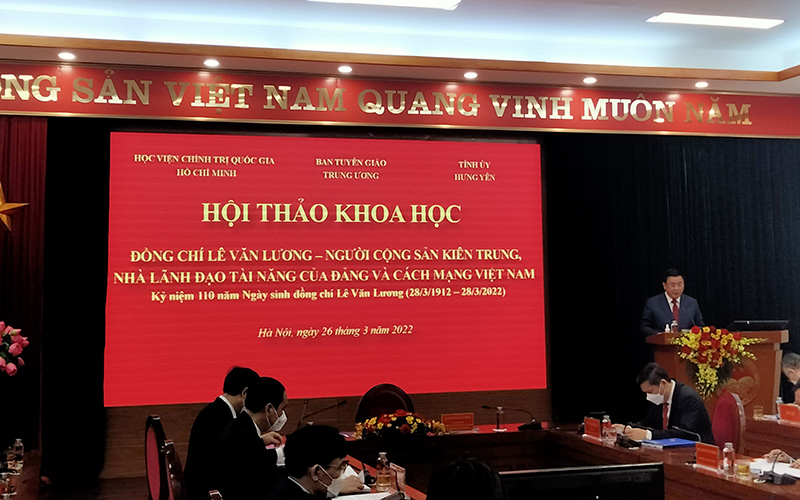 ỘNG SẢN VIỆT NAM QUANG VINH MUÔN NĂM
HỌC VIỆN CHÍNH TRỊ QUỐC GIA
HỒ CHÍ MINH
BAN TUYÊN GIÁO
TRUNG ƯƠNG
TỈNH ỦY
HƯNG YÊN
HỘI THẢO KHOA HỌC
ĐỒNG CHÍ LÊ VĂN LƯƠNG – NGƯỜI CỘNG SẢN KIÊN TRUNG,
NHÀ LÃNH ĐẠO TÀI NĂNG CỦA ĐẢNG VÀ CÁCH MẠNG VIỆT NAM
Kỷ niệm 110 năm Ngày sinh đồng chí Lê Văn Lương (28/3/1912 – 28/3/2022)
Hà Nội, ngày 26 tháng 3 năm 2022